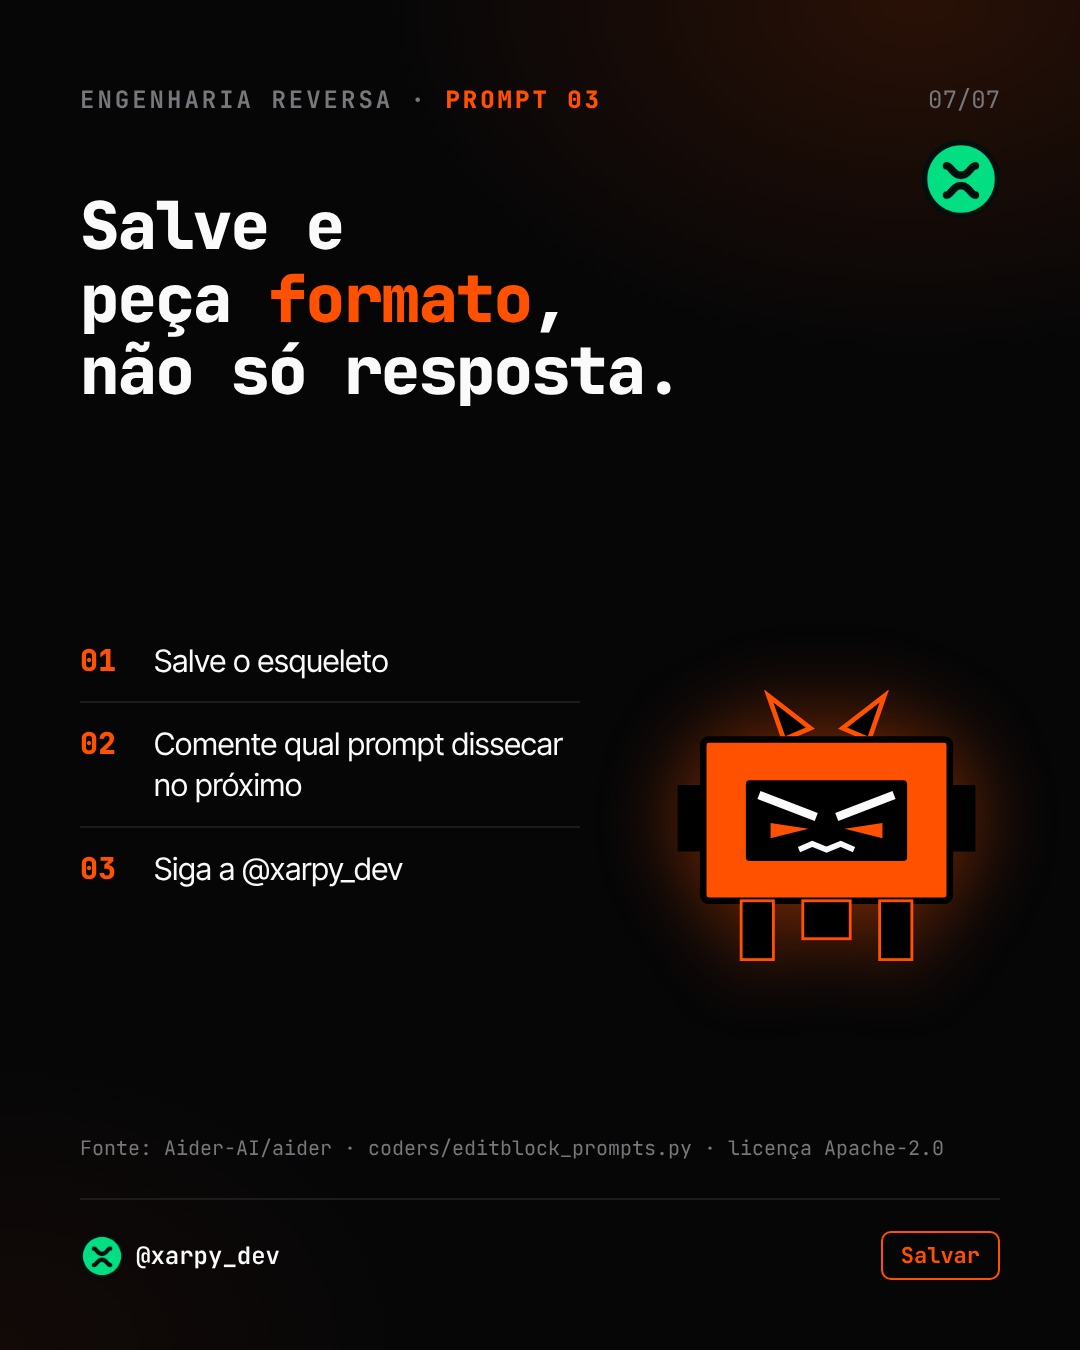 ENGENHARIA REVERSA · PROMPT 03
07/07
Salve e
peça formato,
não só resposta.
01 Salve o esqueleto
02 Comente qual prompt dissecar
no próximo
03 Siga a @xarpy_dev
Fonte: Aider-AI/aider · coders/editblock_prompts.py · licença Apache-2.0
@xarpy_dev
Salvar